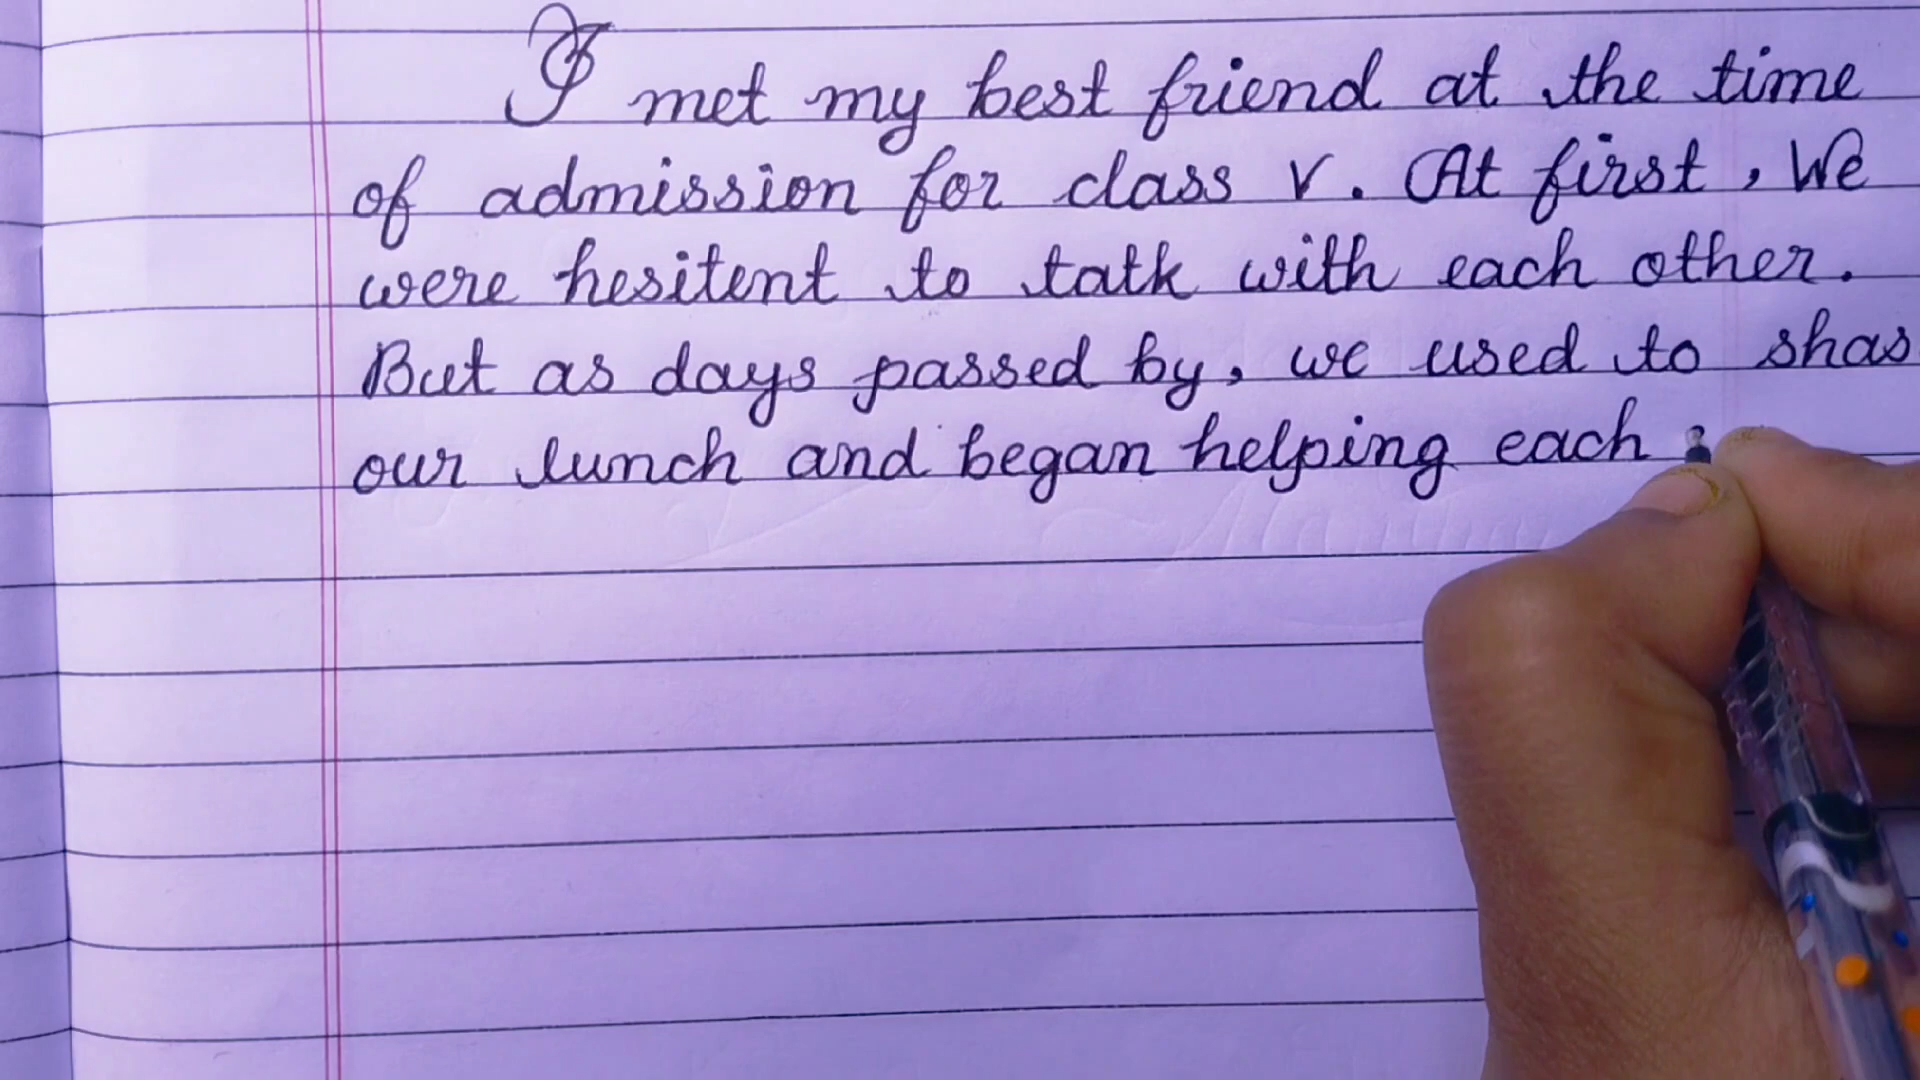 I met my best friend at the time
of admission for class V. At first, We
were hesitent to talk with each other.
But as days passed by, we used to
our lunch and began helping each